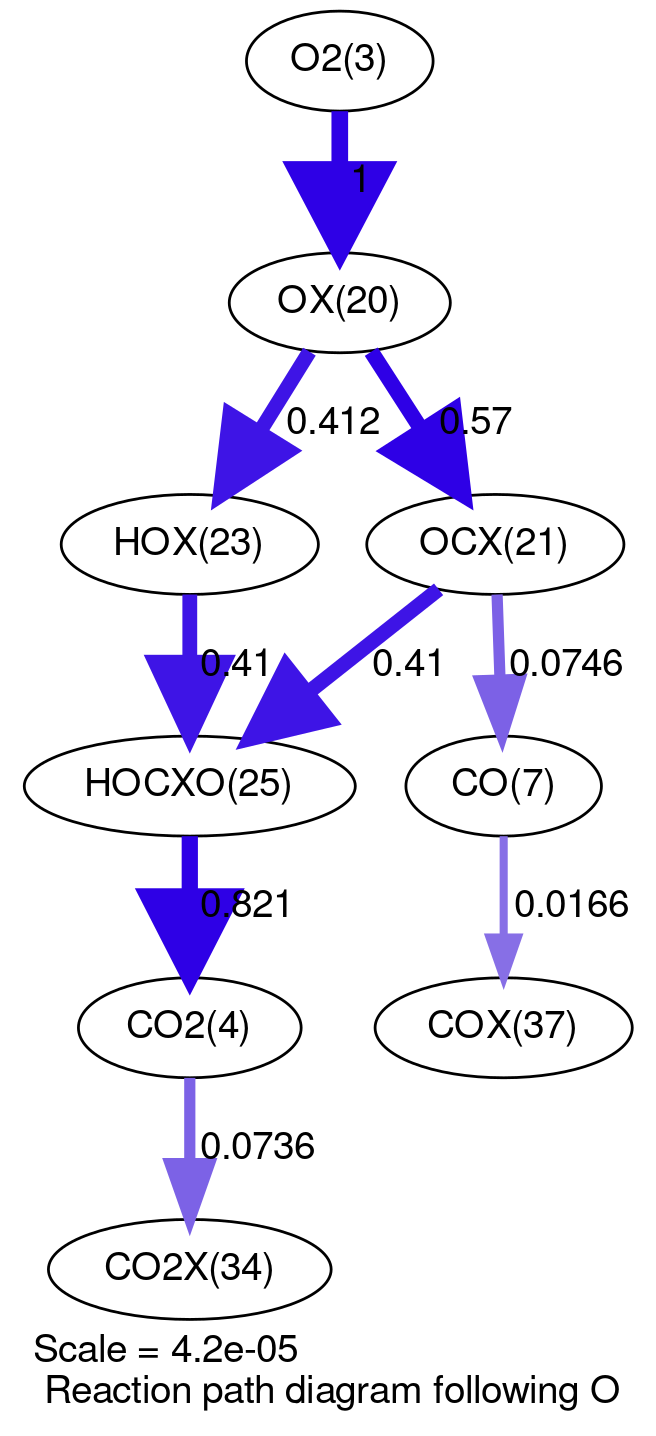 O2(3)
1
OX(20)
0.412
0.57
HOX(23)
OCX(21)
0.41
0.41
0.0746
HOCXO(25)
CO(7)
0.821
0.0166
CO2(4)
COX(37)
0.0736
CO2X(34)
Scale = 4.2e-05
Reaction path diagram following O